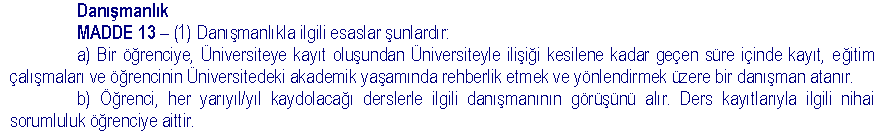 Danışmanlık
MADDE 13 – (1) Danışmanlıkla ilgili esaslar şunlardır:
a) Bir öğrenciye, Üniversiteye kayıt oluşundan Üniversiteyle ilişiği kesilene kadar geçen süre içinde kayıt, eğitim
çalışmaları ve öğrencinin Üniversitedeki akademik yaşamında rehberlik etmek ve yönlendirmek üzere bir danışman atanır.
b) Öğrenci, her yarıyıl/yıl kaydolacağı derslerle ilgili danışmanının görüşünü alır. Ders kayıtlarıyla ilgili nihai
sorumluluk öğrenciye aittir.